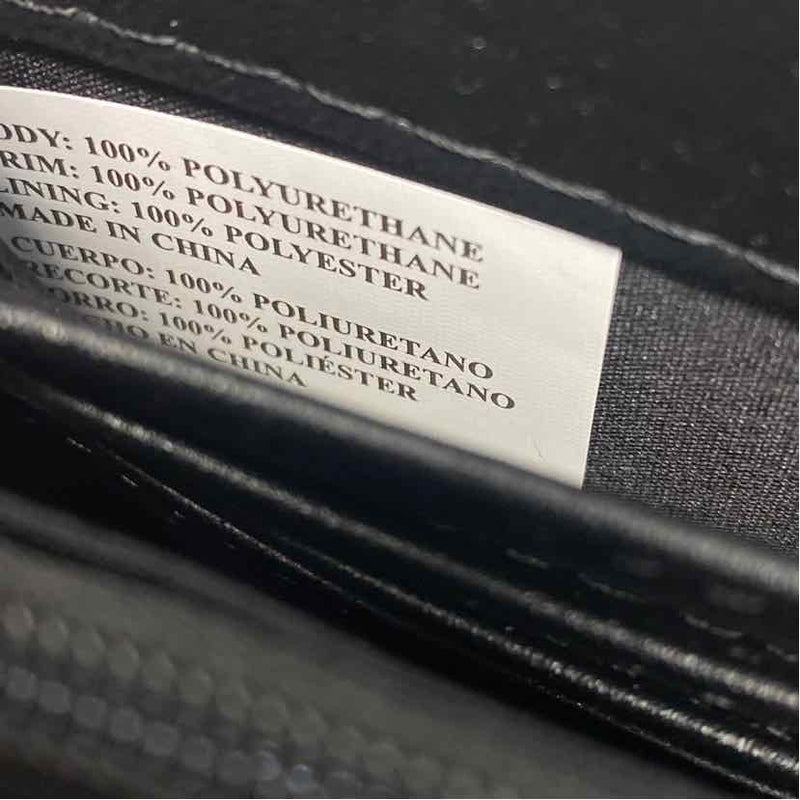 ODY: 100% POLYURETHANE
RIM: 100% POLYURETHANE
LINING: 100% POLYESTER
MADE IN CHINA
CUERPO: 100% POLIURETANO
RECORTE: 100% POLIURETANO
ORRO: 100% POLIÉSTER
CHO EN CHINA